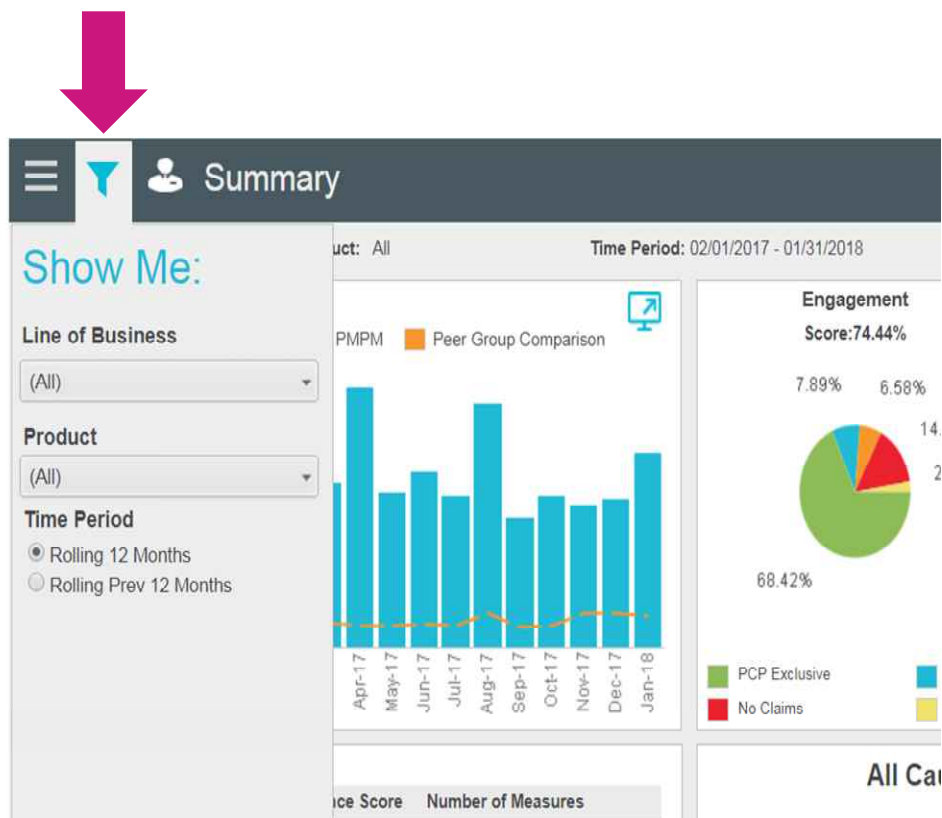 Summary
Show Me:
Line of Business
(All)
Product
(All)
Time Period
Rolling 12 Months
Rolling Prev 12 Months
All
Time Period: 02/01/2017 - 01/31/2018
PMPM
Peer Group Comparison
Apr-17
May-17
Jun-17
Jul-17
Aug-17
Sep-17
Oct-17
Nov-17
Dec-17
Jan-18
Engagement
Score:74.44%
7.89%
6.58%
14.
2
68.42%
PCP Exclusive
No Claims
Score
Number of Measures
All